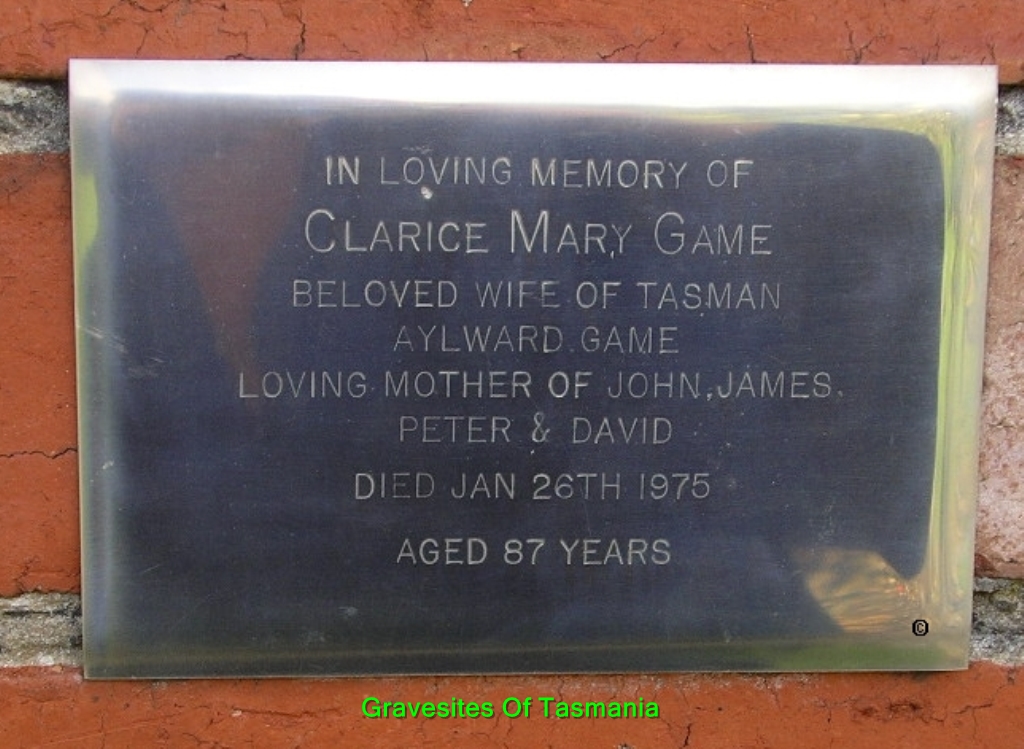 IN LOVING MEMORY OF
CLARICE MARY GAME
BELOVED WIFE OF TASMAN
AYLWARD GAME
LOVING MOTHER OF JOHN, JAMES,
PETER & DAVID
DIED JAN 26TH 1975
AGED 87 YEARS
©
Gravesites Of Tasmania